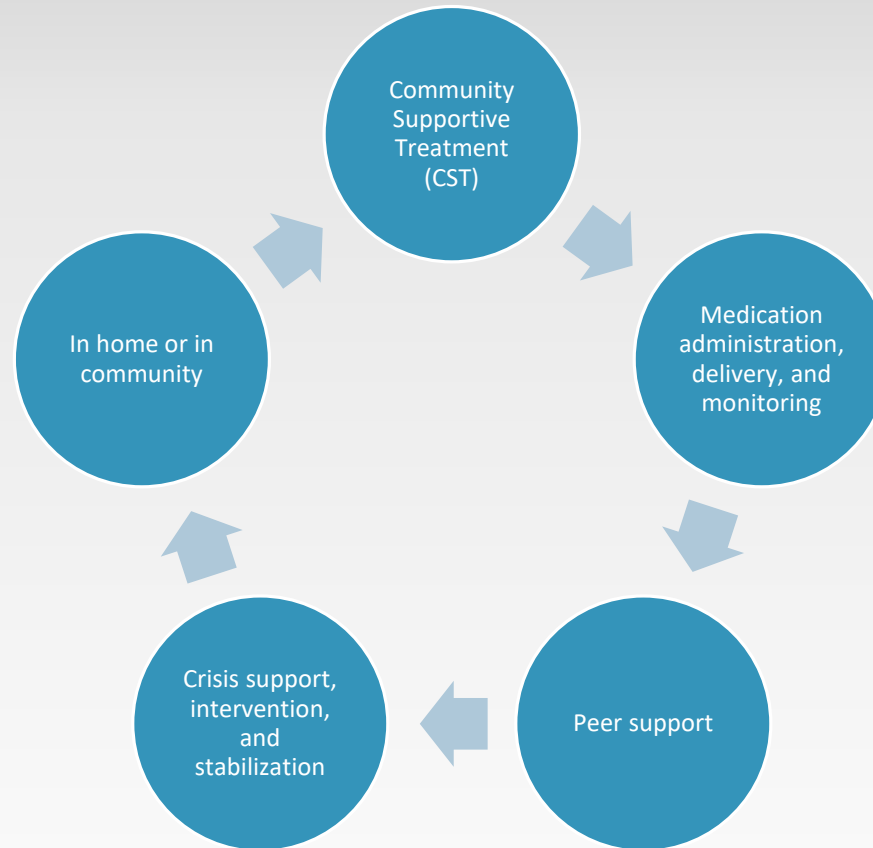 Community
Supportive
Treatment
(CST)
Medication
administration,
delivery, and
monitoring
Peer support
Crisis support,
intervention,
and
stabilization
In home or in
community